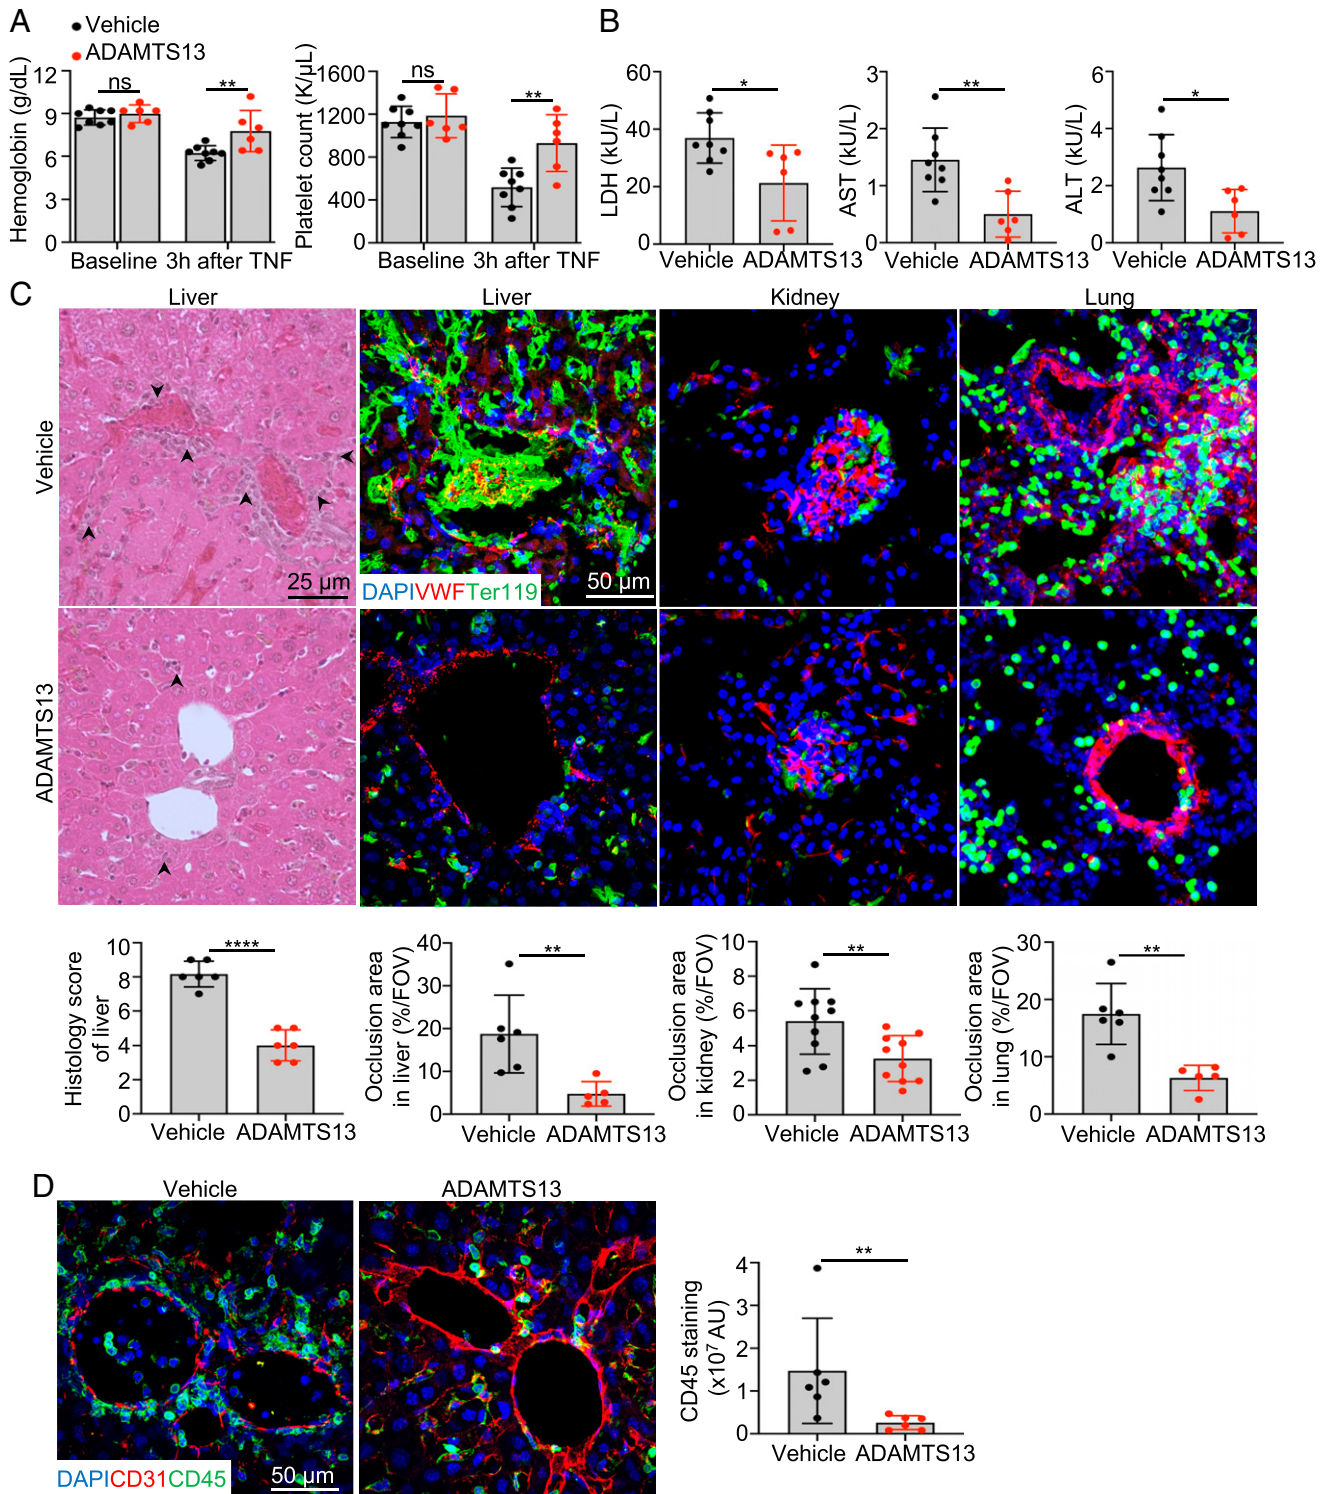 A
Vehicle
ADAMTS13
Hemoglobin (g/dL)
12
9
6
3
0
ns
**
Baseline 3h after TNF
Platelet count (K/µL)
1600
1200
800
400
0
ns
**
Baseline 3h after TNF
B
LDH (kU/L)
60
40
20
0
*
Vehicle ADAMTS13
AST (kU/L)
3
2
1
0
**
Vehicle ADAMTS13
ALT (kU/L)
6
4
2
0
*
Vehicle ADAMTS13
C
Liver Liver Kidney Lung
Vehicle
25 µm
DAPIVWFTer119
50 µm
ADAMTS13
Histology score
of liver
10
8
6
4
2
0
****
Vehicle ADAMTS13
Occlusion area
in liver (%/FOV)
40
30
20
10
0
**
Vehicle ADAMTS13
Occlusion area
in kidney (%/FOV)
10
8
6
4
2
0
**
Vehicle ADAMTS13
Occlusion area
in lung (%/FOV)
30
20
10
0
**
Vehicle ADAMTS13
D
Vehicle ADAMTS13
DAPICD31CD45
50 µm
CD45 staining
(x10⁷ AU)
4
3
2
1
0
**
Vehicle ADAMTS13